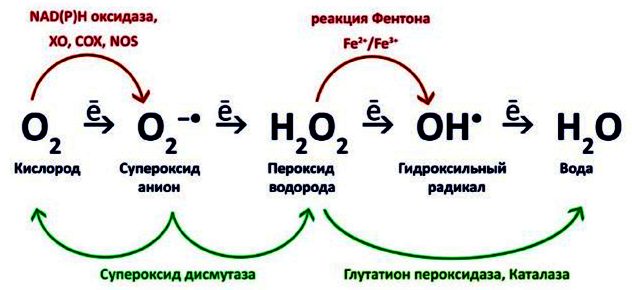 NAD(P)H оксидаза,
XO, COX, NOS
реакция Фентона
Fe²⁺/Fe³⁺
O₂ ē O₂⁻• ē H₂O₂ ē OH• ē H₂O
Кислород
Супероксид
анион
Пероксид
водорода
Гидроксильный
радикал
Вода
Супероксид дисмутаза
Глутатион пероксидаза, Каталаза